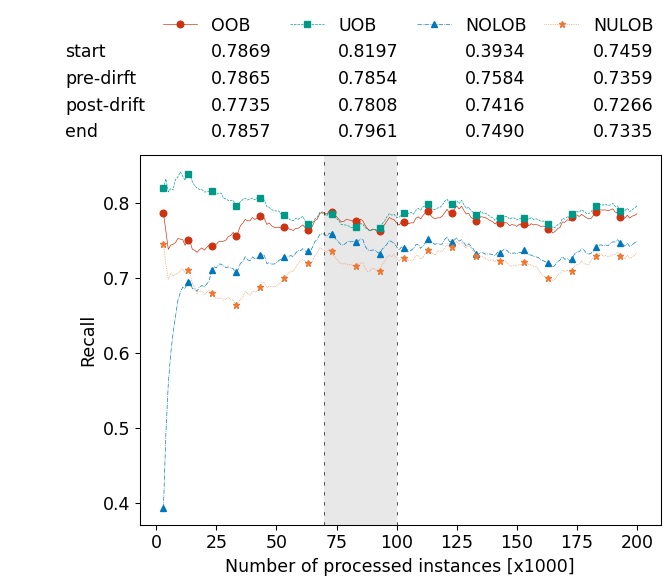 OOB UOB NOLOB NULOB
start 0.7869 0.8197 0.3934 0.7459
pre-dirft 0.7865 0.7854 0.7584 0.7359
post-drift 0.7735 0.7808 0.7416 0.7266
end 0.7857 0.7961 0.7490 0.7335
0.8
0.7
0.6
0.5
0.4
Recall
0 25 50 75 100 125 150 175 200
Number of processed instances [x1000]